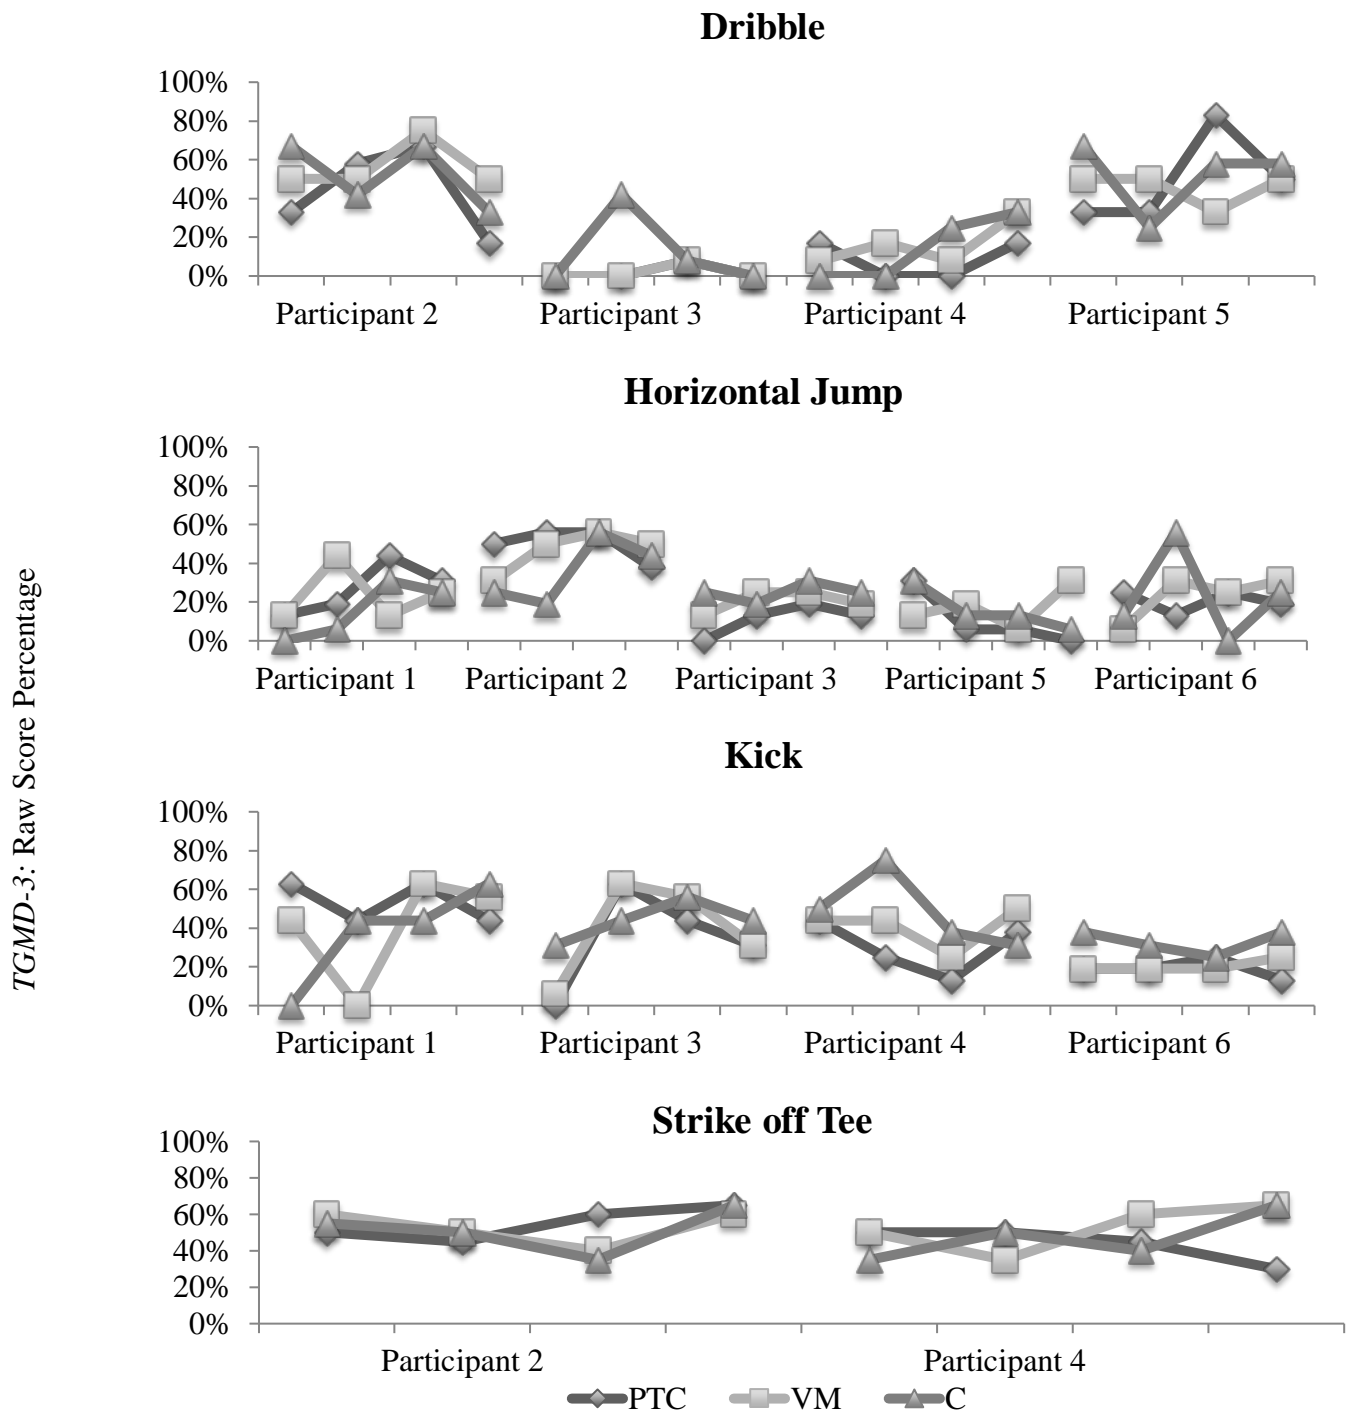 Dribble
100%
80%
60%
40%
20%
0%
Participant 2 Participant 3 Participant 4 Participant 5
Horizontal Jump
100%
80%
60%
40%
20%
0%
Participant 1 Participant 2 Participant 3 Participant 5 Participant 6
TGMD-3: Raw Score Percentage
Kick
100%
80%
60%
40%
20%
0%
Participant 1 Participant 3 Participant 4 Participant 6
Strike off Tee
100%
80%
60%
40%
20%
0%
Participant 2 Participant 4
PTC VM C